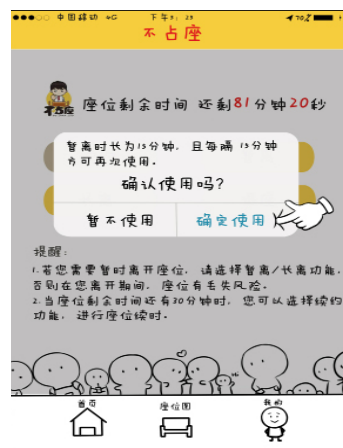 中国移动 4G 下午5:23 70%
不占座
不占座 座位剩余时间 还剩81分钟20秒
暂离时长为15分钟，且每隔15分钟
方可再次使用。
确认使用吗？
暂不使用 确定使用
提醒：
1.若您需要暂时离开座位，请选择暂离/长离功能，
否则在您离开期间，座位有丢失风险。
2.当座位剩余时间还有30分钟时，您可以选择续约
功能，进行座位续时。
首页 座位图 我的